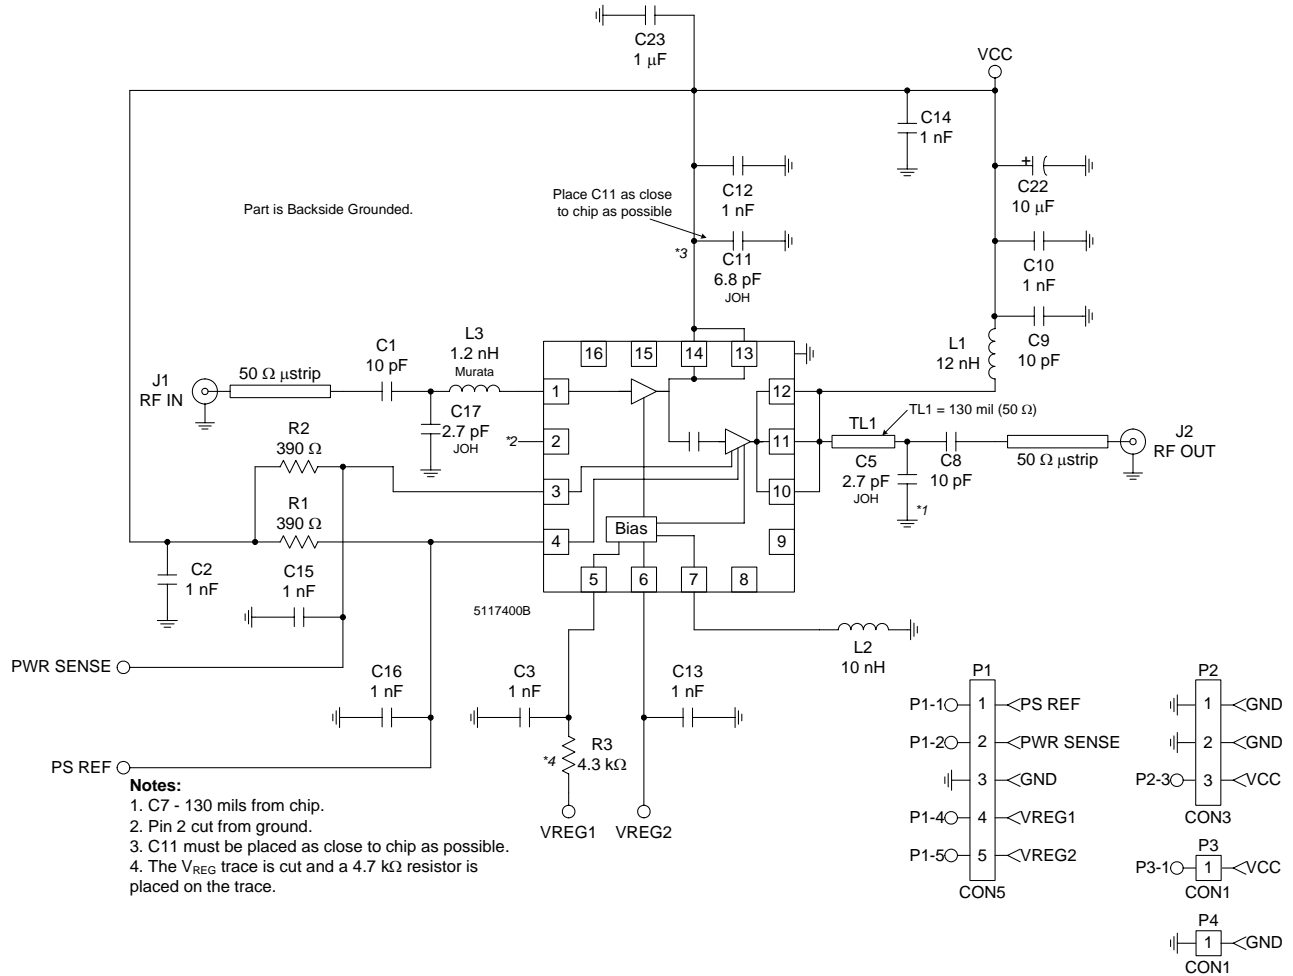 C23
1 μF
VCC
C14
1 nF
Place C11 as close
to chip as possible
C12
1 nF
C22
10 μF
Part is Backside Grounded.
*3
C11
6.8 pF
JOH
C10
1 nF
L3
1.2 nH
Murata
C1
10 pF
L1
12 nH
C9
10 pF
16
15
14
13
J1
RF IN
50 Ω μstrip
1
12
TL1 = 130 mil (50 Ω)
C17
2.7 pF
JOH
*2
2
11
TL1
C5
2.7 pF
JOH
*1
C8
10 pF
50 Ω μstrip
J2
RF OUT
R2
390 Ω
3
10
R1
390 Ω
4
Bias
9
C2
1 nF
C15
1 nF
5
6
7
8
5117400B
L2
10 nH
PWR SENSE
C16
1 nF
C3
1 nF
C13
1 nF
*4
R3
4.3 kΩ
PS REF
VREG1
VREG2
Notes:
1. C7 - 130 mils from chip.
2. Pin 2 cut from ground.
3. C11 must be placed as close to chip as possible.
4. The VREG trace is cut and a 4.7 kΩ resistor is
placed on the trace.
P1
P1-1 1 PS REF
P1-2 2 PWR SENSE
3 GND
P1-4 4 VREG1
P1-5 5 VREG2
CON5
P2
1 GND
2 GND
P2-3 3 VCC
CON3
P3
P3-1 1 VCC
CON1
P4
1 GND
CON1